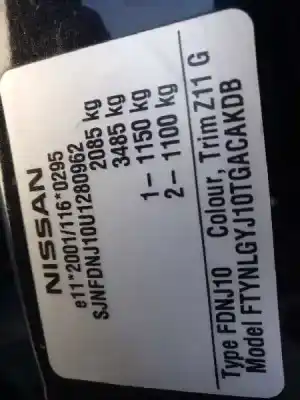 NISSAN
e11*2001/116*0295
SJNFDNJ10U1280962
2085 kg
3485 kg
1 – 1150 kg
2 – 1100 kg
Type FDNJ10 Colour, Trim Z11 G
Model FTYNLGYJ10TGACAKDB